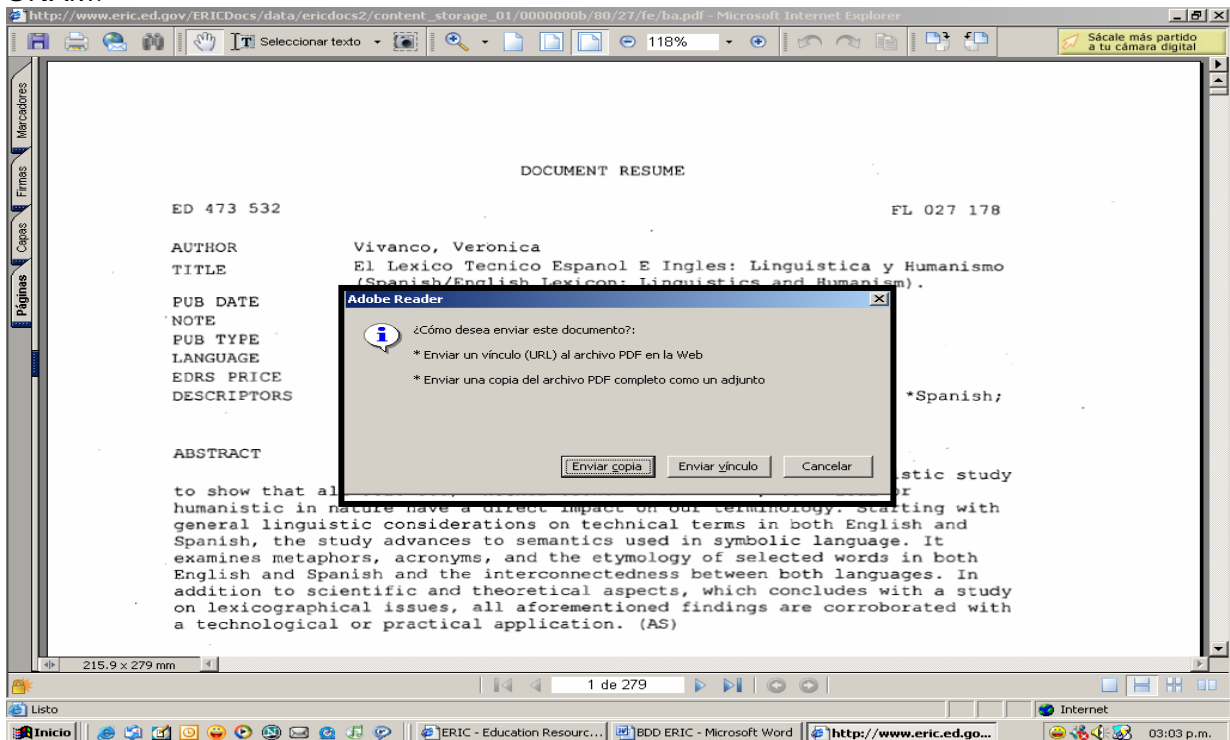 http://www.eric.ed.gov/ERICDocs/data/ericdocs2/content_storage_01/0000000b/80/27/fe/ba.pdf - Microsoft Internet Explorer
Seleccionar texto
118%
Sácale más partido
a tu cámara digital
Marcadores
Firmas
Capas
Páginas
DOCUMENT RESUME
ED 473 532 FL 027 178
AUTHOR Vivanco, Veronica
TITLE El Lexico Tecnico Espanol E Ingles: Linguistica y Humanismo
(Spanish/English Lexicon: Linguistics and Humanism).
PUB DATE
NOTE
PUB TYPE
LANGUAGE
EDRS PRICE
DESCRIPTORS *Spanish;
Adobe Reader
¿Cómo desea enviar este documento?:
* Enviar un vínculo (URL) al archivo PDF en la Web
* Enviar una copia del archivo PDF completo como un adjunto
Enviar copia Enviar vínculo Cancelar
ABSTRACT
stic study
to show that
humanistic in nature have a direct impact on our terminology. Starting with
general linguistic considerations on technical terms in both English and
Spanish, the study advances to semantics used in symbolic language. It
examines metaphors, acronyms, and the etymology of selected words in both
English and Spanish and the interconnectedness between both languages. In
addition to scientific and theoretical aspects, which concludes with a study
on lexicographical issues, all aforementioned findings are corroborated with
a technological or practical application. (AS)
215.9 x 279 mm
1 de 279
Listo Internet
Inicio ERIC - Education Resourc... BDD ERIC - Microsoft Word http://www.eric.ed.go... 03:03 p.m.